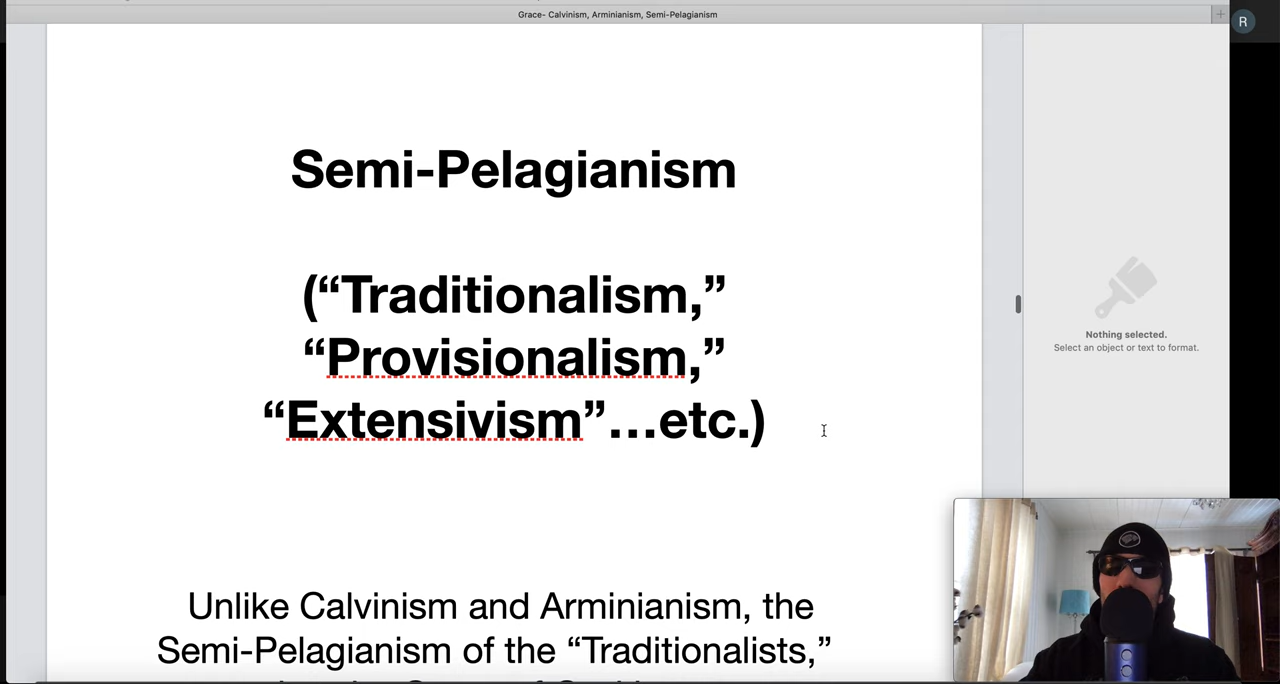 Grace- Calvinism, Arminianism, Semi-Pelagianism
R
Semi-Pelagianism
(“Traditionalism,”
“Provisionalism,”
“Extensivism”…etc.)
Nothing selected.
Select an object or text to format.
Unlike Calvinism and Arminianism, the
Semi-Pelagianism of the “Traditionalists,”